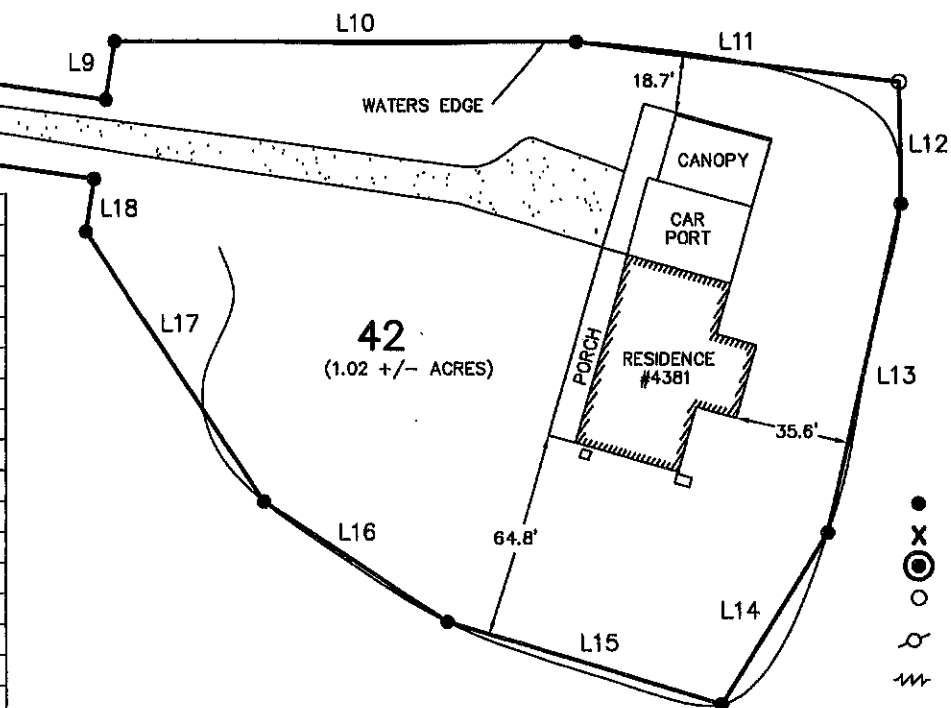 L10
L11
L9
18.7'
WATERS EDGE
L12
CANOPY
L18
CAR
PORT
L17
42
(1.02 +/- ACRES)
PORCH
RESIDENCE
#4381
L13
35.6'
L16
64.8'
X
L14
L15